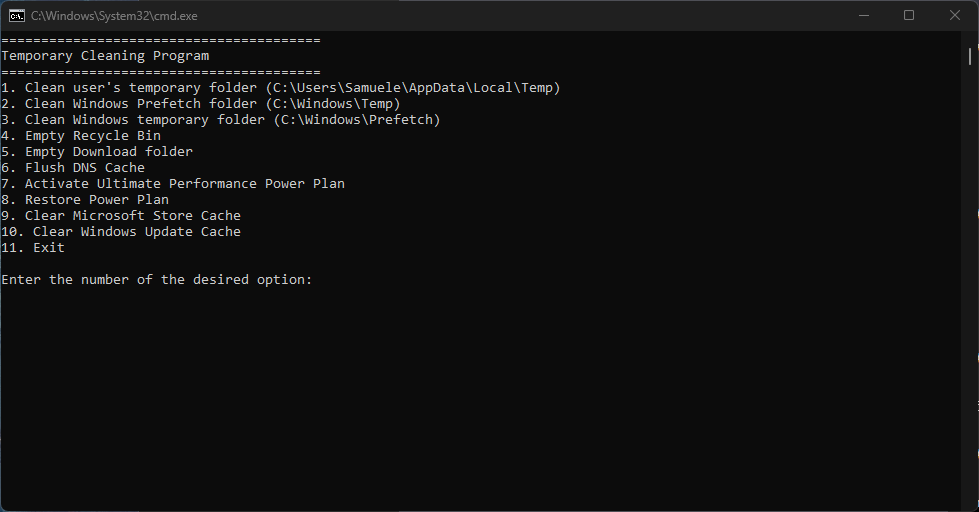 C:\Windows\System32\cmd.exe
========================================
Temporary Cleaning Program
========================================
1. Clean user's temporary folder (C:\Users\Samuele\AppData\Local\Temp)
2. Clean Windows Prefetch folder (C:\Windows\Temp)
3. Clean Windows temporary folder (C:\Windows\Prefetch)
4. Empty Recycle Bin
5. Empty Download folder
6. Flush DNS Cache
7. Activate Ultimate Performance Power Plan
8. Restore Power Plan
9. Clear Microsoft Store Cache
10. Clear Windows Update Cache
11. Exit
Enter the number of the desired option: